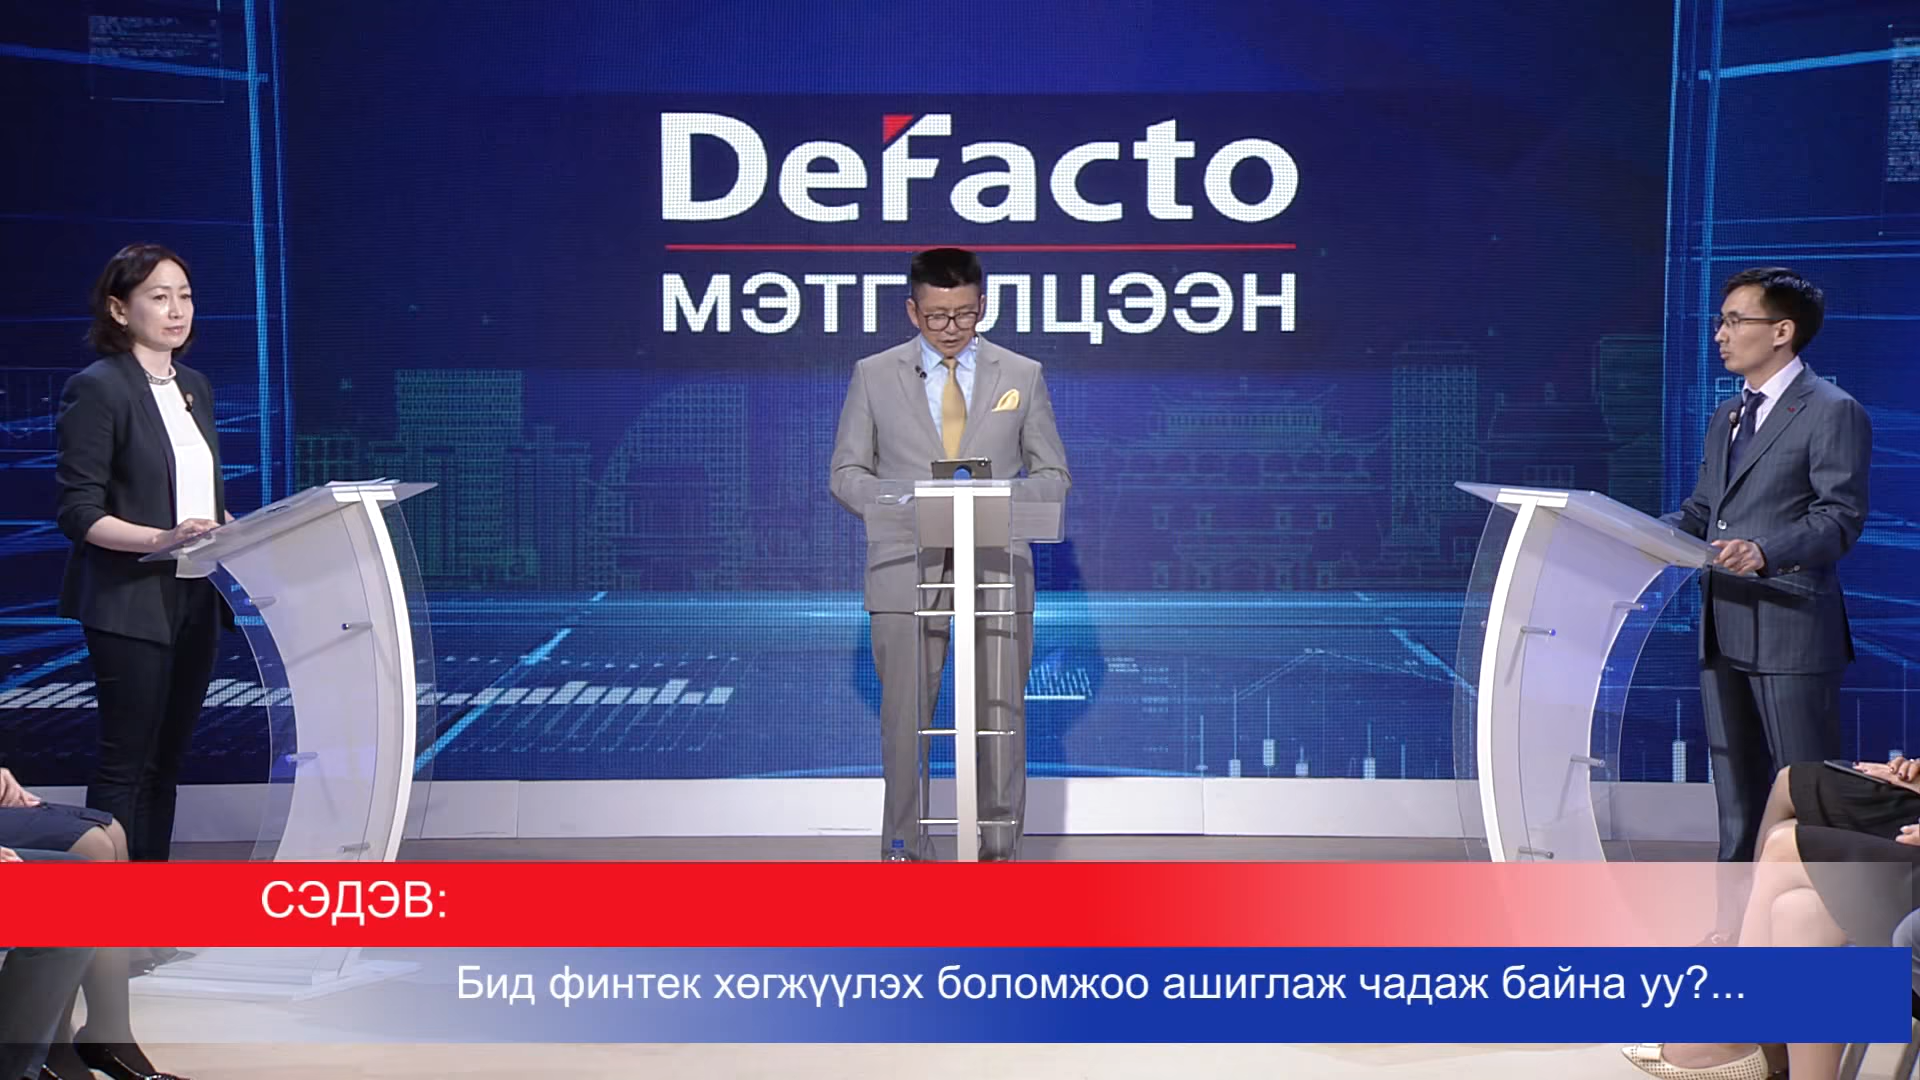 DeFacto
МЭТГ ЛЦЭЭН
СЭДЭВ:
Бид финтек хөгжүүлэх боломжоо ашиглаж чадаж байна уу?...